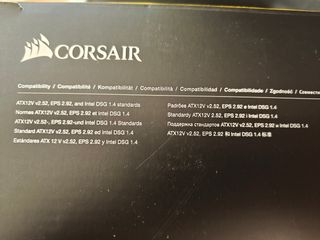 CORSAIR
Compatibility / Compatibilité / Kompatibilität / Compatibilità / Compatibilidad / Compatibilidade / Zgodność / Совмести
ATX12V v2.52, EPS 2.92, and Intel DSG 1.4 standards
Normes ATX12V v2.52, EPS 2.92 et Intel DSG 1.4
ATX12V v2.52-, EPS 2.92-und Intel DSG 1.4 Standards
Standard ATX12V v2.52, EPS 2.92 ed Intel DSG 1.4
Estándares ATX 12 V v2.52, EPS 2.92 y Intel DSG 1.4
Padrões ATX12V v2.52, EPS 2.92 e Intel DSG 1.4
Standardy ATX12V v2.52, EPS 2.92 i Intel DSG 1.4
Поддержка стандартов ATX12V v2.52, EPS 2.92 и Intel DSG 1.4
ATX12V v2.52, EPS 2.92 和 Intel DSG 1.4 标准